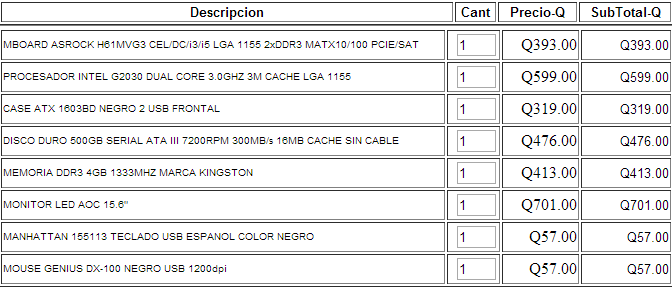 Descripcion Cant Precio-Q SubTotal-Q
MBOARD ASROCK H61MVG3 CEL/DC/i3/i5 LGA 1155 2xDDR3 MATX10/100 PCIE/SAT 1 Q393.00 Q393.00
PROCESADOR INTEL G2030 DUAL CORE 3.0GHZ 3M CACHE LGA 1155 1 Q599.00 Q599.00
CASE ATX 1603BD NEGRO 2 USB FRONTAL 1 Q319.00 Q319.00
DISCO DURO 500GB SERIAL ATA III 7200RPM 300MB/s 16MB CACHE SIN CABLE 1 Q476.00 Q476.00
MEMORIA DDR3 4GB 1333MHZ MARCA KINGSTON 1 Q413.00 Q413.00
MONITOR LED AOC 15.6" 1 Q701.00 Q701.00
MANHATTAN 155113 TECLADO USB ESPANOL COLOR NEGRO 1 Q57.00 Q57.00
MOUSE GENIUS DX-100 NEGRO USB 1200dpi 1 Q57.00 Q57.00